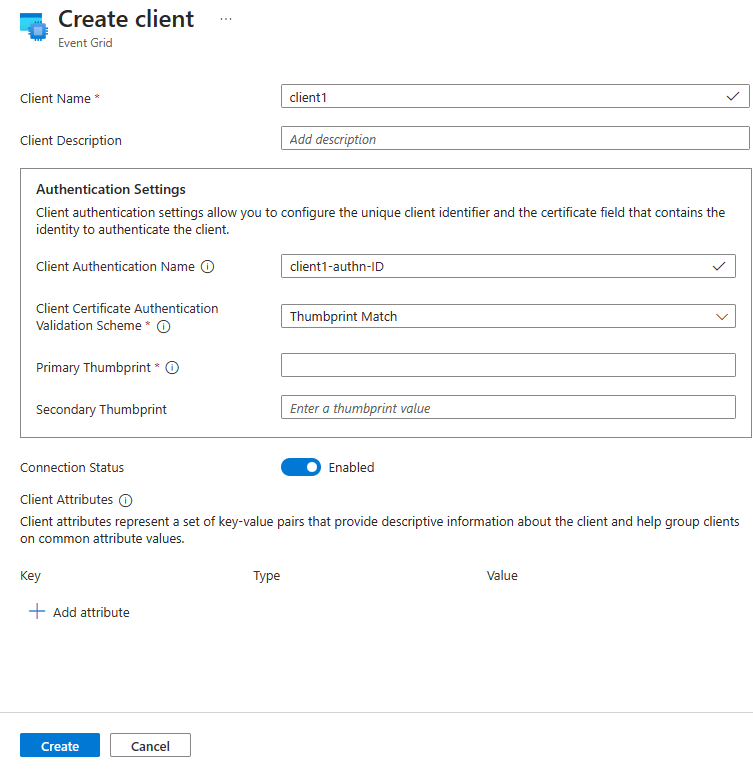 Create client ...
Event Grid
Client Name * client1
Client Description Add description
Authentication Settings
Client authentication settings allow you to configure the unique client identifier and the certificate field that contains the
identity to authenticate the client.
Client Authentication Name client1-authn-ID
Client Certificate Authentication
Validation Scheme * Thumbprint Match
Primary Thumbprint *
Secondary Thumbprint Enter a thumbprint value
Connection Status Enabled
Client Attributes
Client attributes represent a set of key-value pairs that provide descriptive information about the client and help group clients
on common attribute values.
Key Type Value
Add attribute
Create Cancel